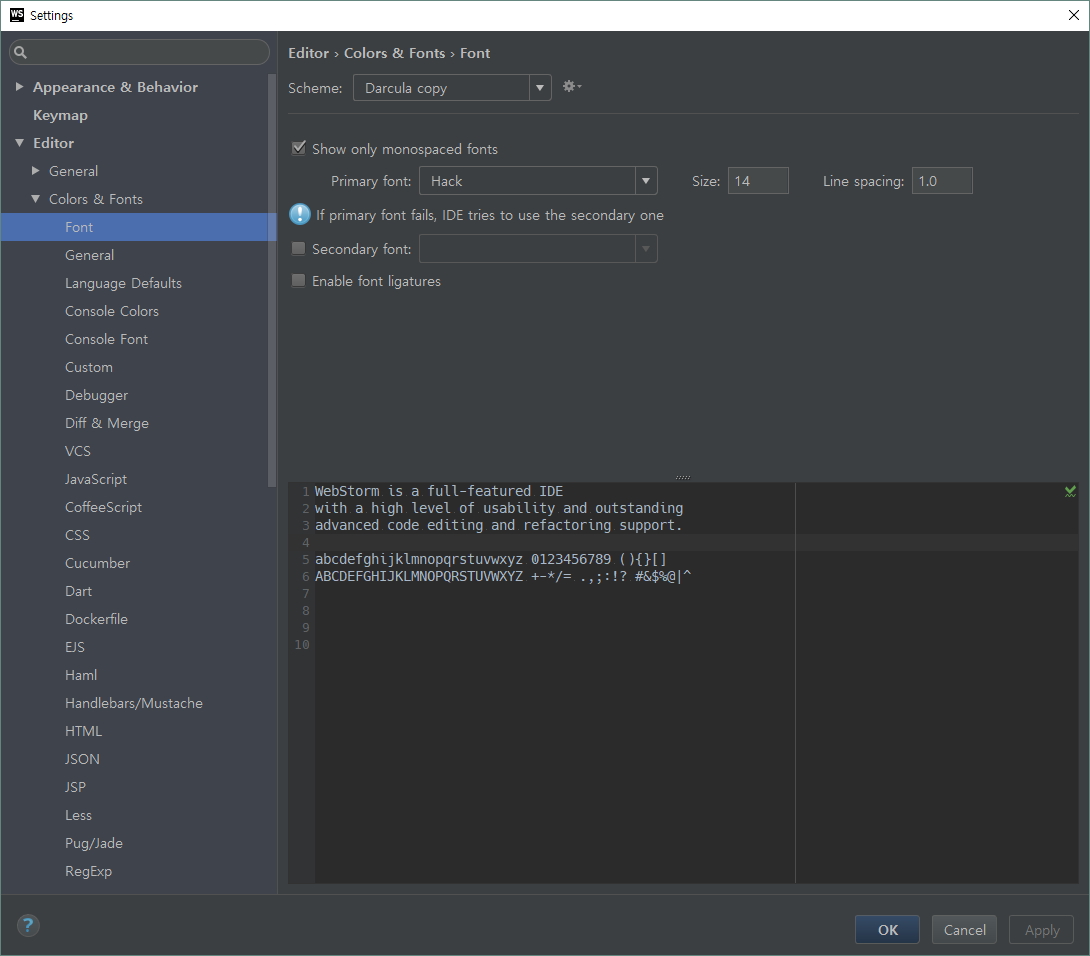 WS Settings
Appearance & Behavior
Keymap
Editor
General
Colors & Fonts
Font
General
Language Defaults
Console Colors
Console Font
Custom
Debugger
Diff & Merge
VCS
JavaScript
CoffeeScript
CSS
Cucumber
Dart
Dockerfile
EJS
Haml
Handlebars/Mustache
HTML
JSON
JSP
Less
Pug/Jade
RegExp
Editor › Colors & Fonts › Font
Scheme: Darcula copy
Show only monospaced fonts
Primary font: Hack Size: 14 Line spacing: 1.0
If primary font fails, IDE tries to use the secondary one
Secondary font:
Enable font ligatures
1 WebStorm is a full-featured IDE
2 with a high level of usability and outstanding
3 advanced code editing and refactoring support.
4
5 abcdefghijklmnopqrstuvwxyz 0123456789 (){}[]
6 ABCDEFGHIJKLMNOPQRSTUVWXYZ +-*/= .,;:!? #&$%@|^
7
8
9
10
? OK Cancel Apply